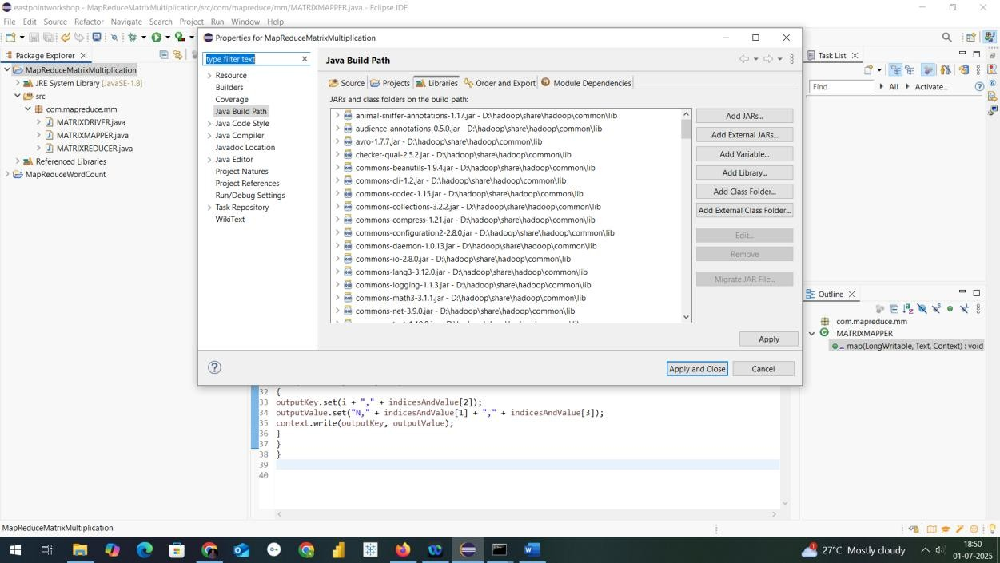 eastpointworkshop - MapReduceMatrixMultiplication/src/com/mapreduce/mm/MATRIXMAPPER.java - Eclipse IDE
File Edit Source Refactor Navigate Search Project Run Window Help
Package Explorer
MapReduceMatrixMultiplication
JRE System Library [JavaSE-1.8]
src
com.mapreduce.mm
MATRIXDRIVER.java
MATRIXMAPPER.java
MATRIXREDUCER.java
Referenced Libraries
MapReduceWordCount
Properties for MapReduceMatrixMultiplication
type filter text
Resource
Builders
Coverage
Java Build Path
Java Code Style
Java Compiler
Javadoc Location
Java Editor
Project Natures
Project References
Run/Debug Settings
Task Repository
WikiText
Java Build Path
Source Projects Libraries Order and Export Module Dependencies
JARs and class folders on the build path:
animal-sniffer-annotations-1.17.jar - D:\hadoop\share\hadoop\common\lib
audience-annotations-0.5.0.jar - D:\hadoop\share\hadoop\common\lib
avro-1.7.7.jar - D:\hadoop\share\hadoop\common\lib
checker-qual-2.5.2.jar - D:\hadoop\share\hadoop\common\lib
commons-beanutils-1.9.4.jar - D:\hadoop\share\hadoop\common\lib
commons-cli-1.2.jar - D:\hadoop\share\hadoop\common\lib
commons-codec-1.15.jar - D:\hadoop\share\hadoop\common\lib
commons-collections-3.2.2.jar - D:\hadoop\share\hadoop\common\lib
commons-compress-1.21.jar - D:\hadoop\share\hadoop\common\lib
commons-configuration2-2.8.0.jar - D:\hadoop\share\hadoop\common\lib
commons-daemon-1.0.13.jar - D:\hadoop\share\hadoop\common\lib
commons-io-2.8.0.jar - D:\hadoop\share\hadoop\common\lib
commons-lang3-3.12.0.jar - D:\hadoop\share\hadoop\common\lib
commons-logging-1.1.3.jar - D:\hadoop\share\hadoop\common\lib
commons-math3-3.1.1.jar - D:\hadoop\share\hadoop\common\lib
commons-net-3.9.0.jar - D:\hadoop\share\hadoop\common\lib
Add JARs...
Add External JARs...
Add Variable...
Add Library...
Add Class Folder...
Add External Class Folder...
Edit...
Remove
Migrate JAR File...
Apply
Apply and Close Cancel
Task List
Find All Activate...
Outline
com.mapreduce.mm
MATRIXMAPPER
map(LongWritable, Text, Context) : void
32 {
33 outputKey.set(i + "," + indicesAndValue[2]);
34 outputValue.set("N," + indicesAndValue[1] + "," + indicesAndValue[3]);
35 context.write(outputKey, outputValue);
36 }
37 }
38 }
39
40
MapReduceMatrixMultiplication
27°C Mostly cloudy
18:50
01-07-2025